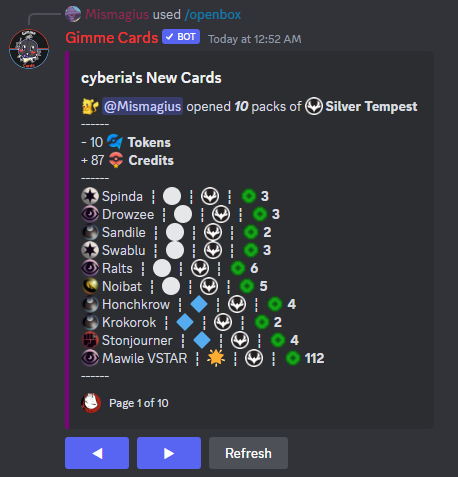 Mismagius used /openbox
Gimme Cards ✓ BOT Today at 12:52 AM
cyberia's New Cards
@Mismagius opened 10 packs of Silver Tempest
------
- 10 Tokens
+ 87 Credits
------
Spinda | | | 3
Drowzee | | | 3
Sandile | | | 2
Swablu | | | 3
Ralts | | | 6
Noibat | | | 5
Honchkrow | | | 4
Krokorok | | | 2
Stonjourner | | | 4
Mawile VSTAR | | | 112
------
Page 1 of 10
Refresh